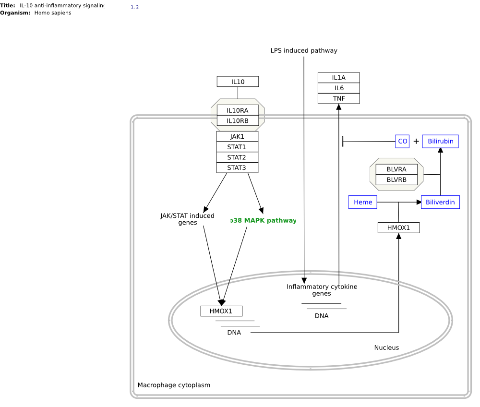 Title: IL-10 anti-inflammatory signalin
1.2
Organism: Homo sapiens
LPS induced pathway
IL10
IL1A
IL6
TNF
IL10RA
IL10RB
JAK1
STAT1
STAT2
STAT3
CO + Bilirubin
BLVRA
BLVRB
Heme
Biliverdin
JAK/STAT induced
genes
p38 MAPK pathway
HMOX1
Inflammatory cytokine
genes
HMOX1
DNA
DNA
Nucleus
Macrophage cytoplasm